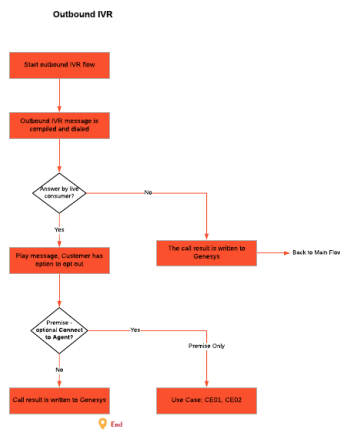 Outbound IVR
Start outbound IVR flow
Outbound IVR message is
compiled and dialed
Answer by live
consumer?
No
Yes
The call result is written to
Genesys
Back to Main Flow
Play message, Customer has
option to opt out
Premise -
optional Connect
to Agent?
Yes
Premise Only
No
Call result is written to Genesys
Use Case: CE01, CE02
End